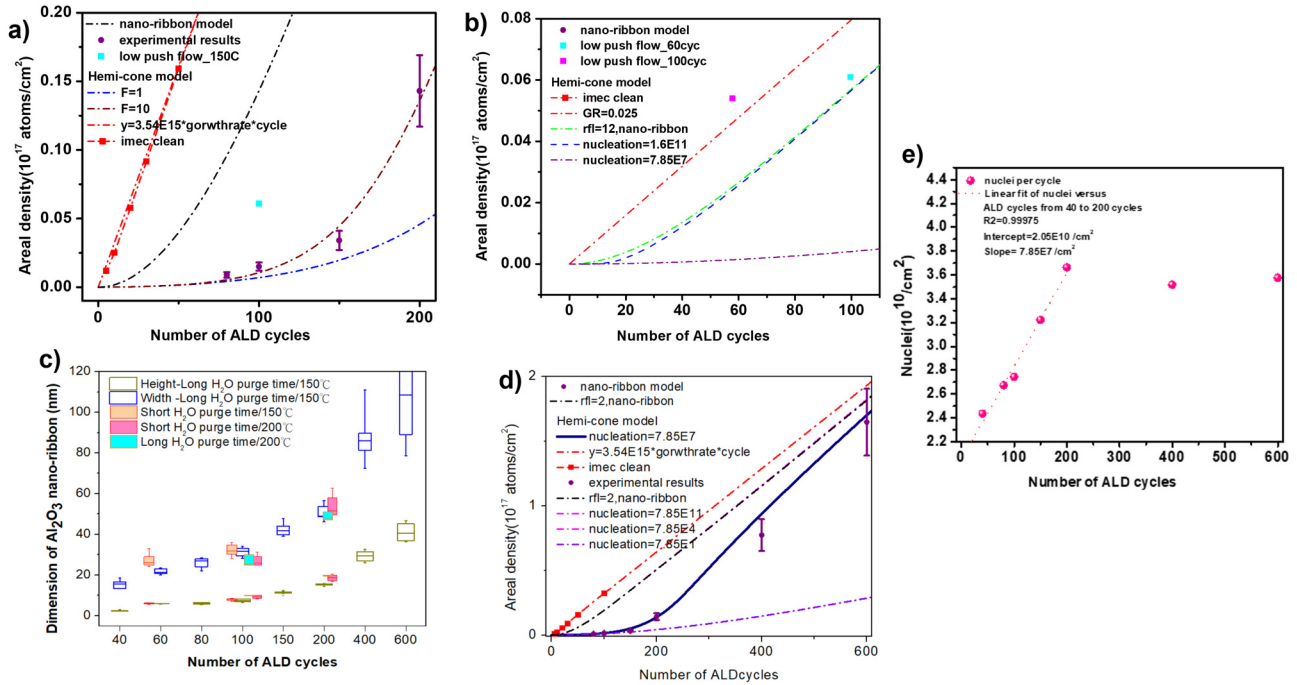 a)
0.20
0.15
0.10
0.05
0.00
Areal density(10^17 atoms/cm^2)
nano-ribbon model
experimental results
low push flow_150C
Hemi-cone model
F=1
F=10
y=3.54E15*gorwthrate*cycle
imec clean
0
100
200
Number of ALD cycles
b)
0.08
0.06
0.04
0.02
0.00
Areal density(10^17 atoms/cm^2)
nano-ribbon model
low push flow_60cyc
low push flow_100cyc
Hemi-cone model
imec clean
GR=0.025
rfl=12,nano-ribbon
nucleation=1.6E11
nucleation=7.85E7
0 20 40 60 80 100
Number of ALD cycles
c)
120
100
80
60
40
20
0
Dimension of Al2O3 nano-ribbon (nm)
Height-Long H2O purge time/150℃
Width -Long H2O purge time/150℃
Short H2O purge time/150℃
Short H2O purge time/200℃
Long H2O purge time/200℃
40 60 80 100 150 200 400 600
Number of ALD cycles
d)
2
1
0
Areal density(10^17 atoms/cm^2)
nano-ribbon model
rfl=2,nano-ribbon
Hemi-cone model
nucleation=7.85E7
y=3.54E15*gorwthrate*cycle
imec clean
experimental results
rfl=2,nano-ribbon
nucleation=7.85E11
nucleation=7.85E4
nucleation=7.85E1
0 200 400 600
Number of ALDcycles
e)
4.4
4.2
4.0
3.8
3.6
3.4
3.2
3.0
2.8
2.6
2.4
2.2
Nuclei(10^10/cm^2)
nuclei per cycle
Linear fit of nuclei versus
ALD cycles from 40 to 200 cycles
R2=0.99975
Intercept=2.05E10 /cm^2
Slope= 7.85E7 /cm^2
0 100 200 300 400 500 600
Number of ALD cycles